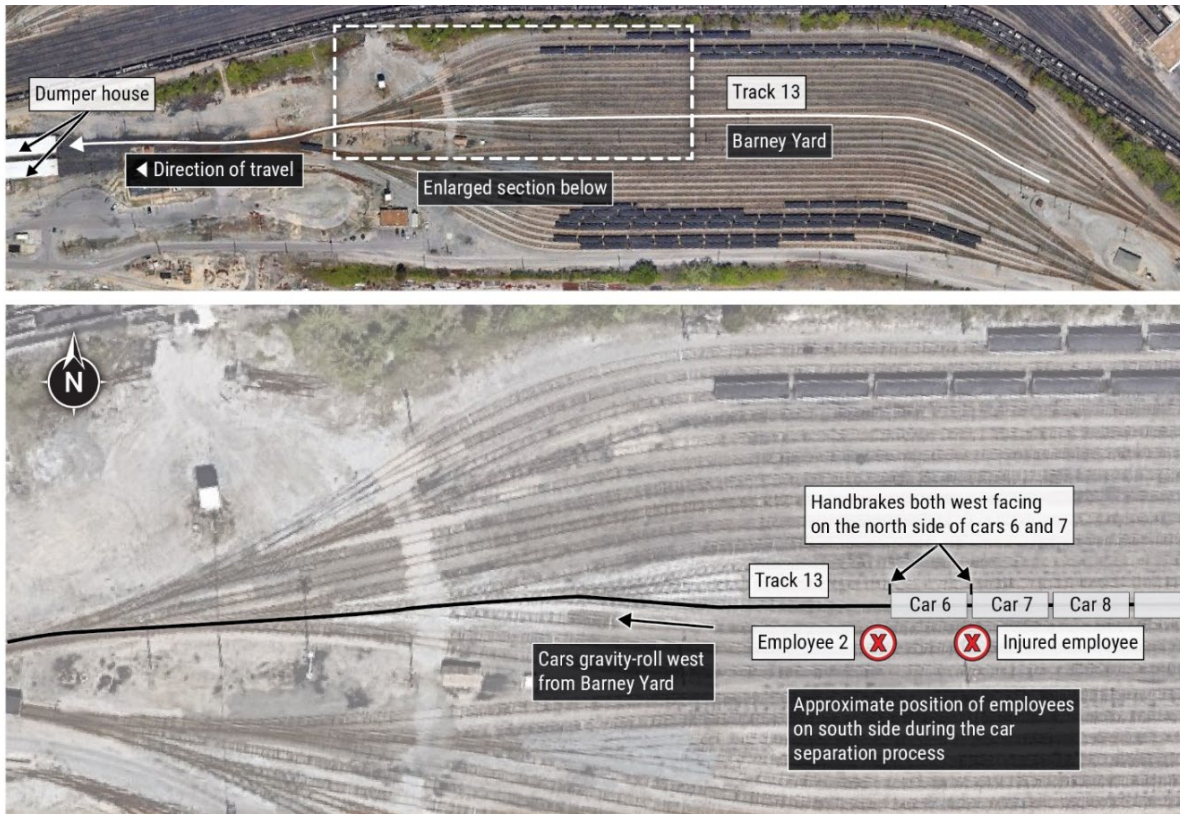 Dumper house
Track 13
Barney Yard
◀ Direction of travel
Enlarged section below
N
Handbrakes both west facing
on the north side of cars 6 and 7
Track 13
Car 6
Car 7
Car 8
Employee 2
X
X
Injured employee
Cars gravity-roll west
from Barney Yard
Approximate position of employees
on south side during the car
separation process